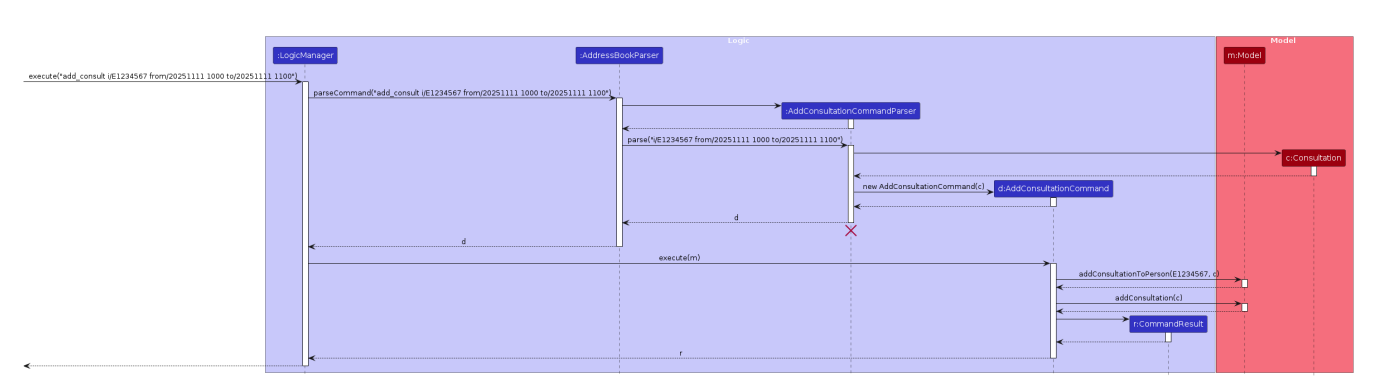 Logic
Model
:LogicManager
:AddressBookParser
m:Model
execute("add_consult i/E1234567 from/20251111 1000 to/20251111 1100")
parseCommand("add_consult i/E1234567 from/20251111 1000 to/20251111 1100")
:AddConsultationCommandParser
parse("i/E1234567 from/20251111 1000 to/20251111 1100")
c:Consultation
new AddConsultationCommand(c)
d:AddConsultationCommand
d
d
execute(m)
addConsultationToPerson(E1234567, c)
addConsultation(c)
r:CommandResult
r